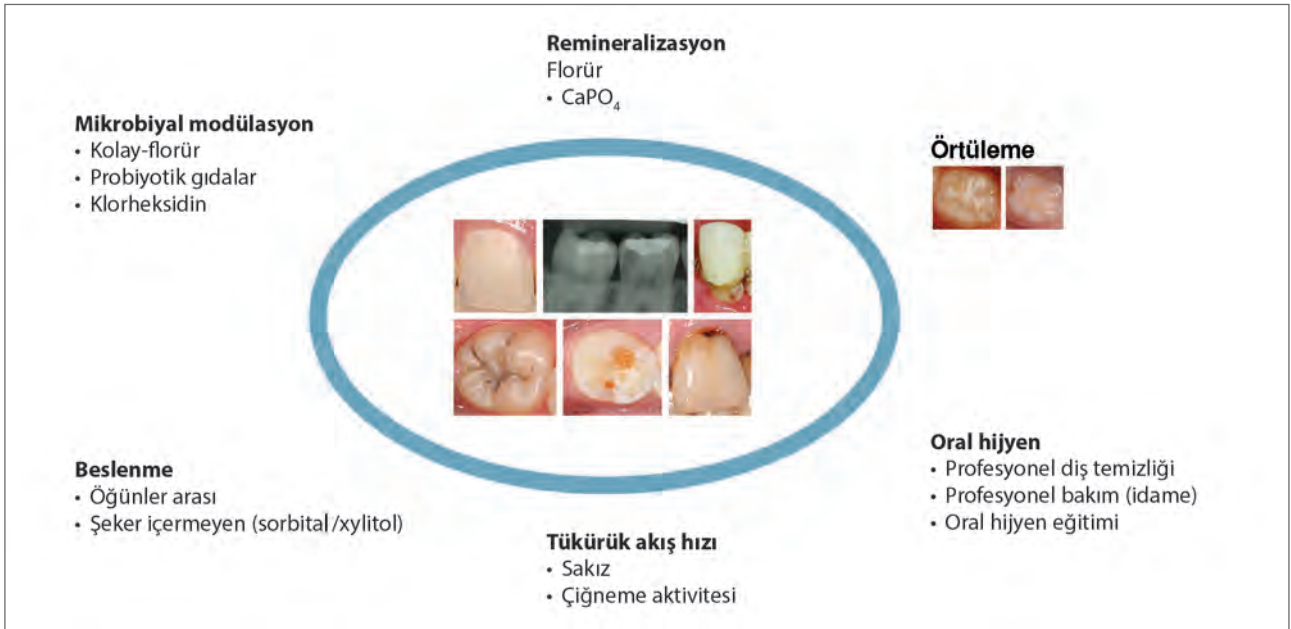 Remineralizasyon
Florür
• CaPO₄
Mikrobiyal modülasyon
• Kolay-florür
• Probiyotik gıdalar
• Klorheksidin
Örtüleme
Beslenme
• Öğünler arası
• Şeker içermeyen (sorbital/xylitol)
Tükürük akış hızı
• Sakız
• Çiğneme aktivitesi
Oral hijyen
• Profesyonel diş temizliği
• Profesyonel bakım (idame)
• Oral hijyen eğitimi